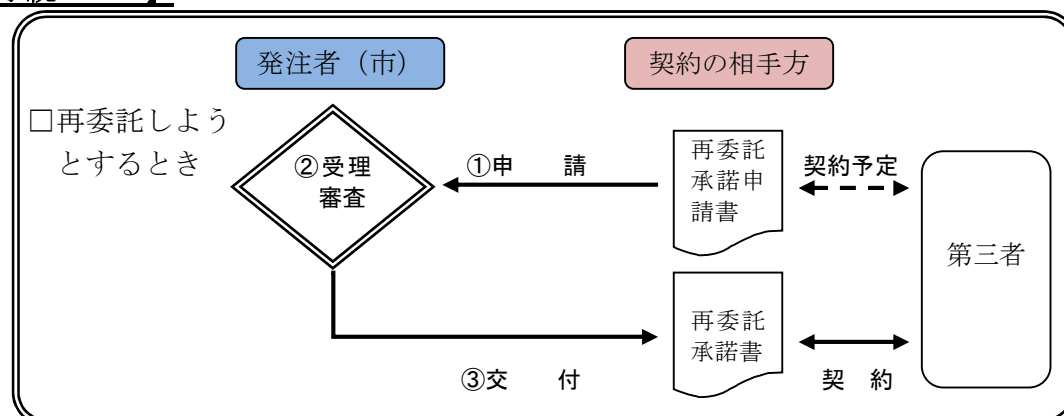 発注者（市）
契約の相手方
□再委託しよう
とするとき
②受理
審査
①申　請
再委託
承諾申
請書
契約予定
第三者
再委託
承諾書
③交　付
契　約